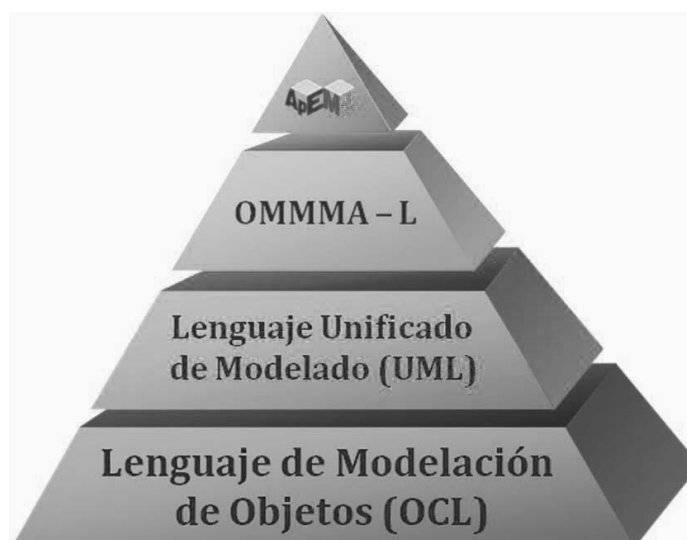 ApEM
OMMMA – L
Lenguaje Unificado
de Modelado (UML)
Lenguaje de Modelación
de Objetos (OCL)